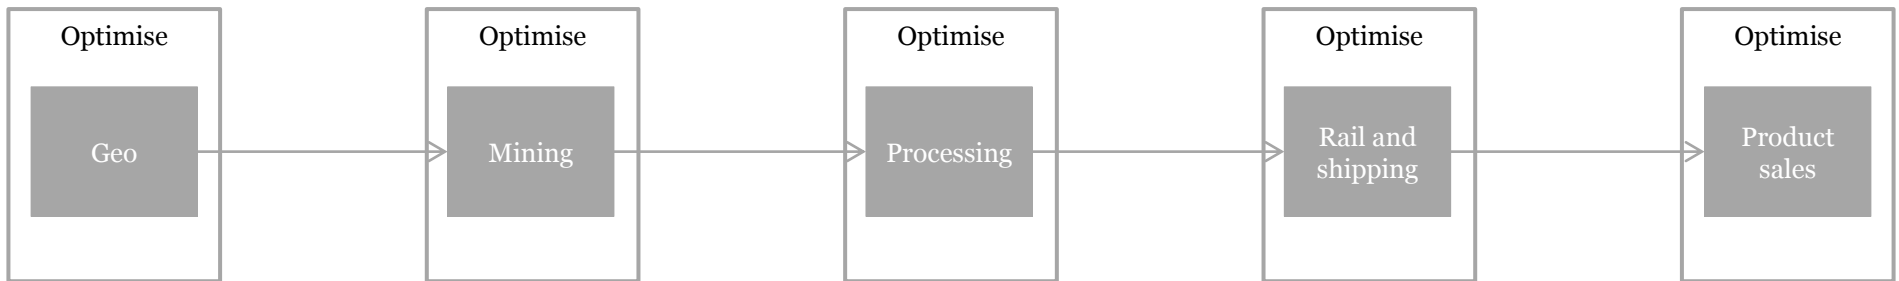 Optimise
Optimise
Optimise
Optimise
Optimise
Geo
Mining
Processing
Rail and
shipping
Product
sales